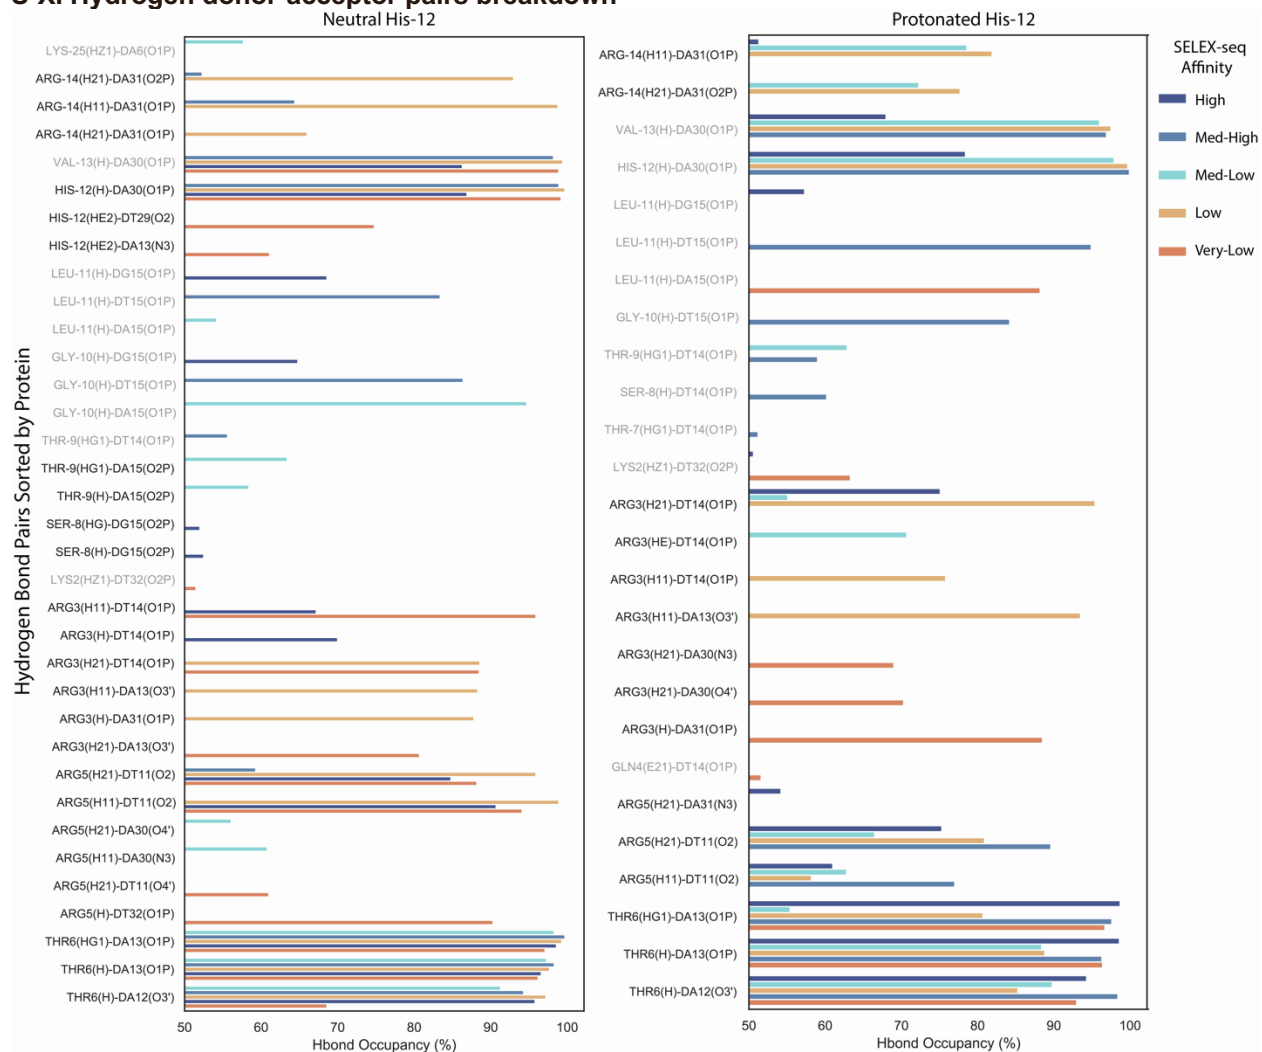 S-XI. Hydrogen donor-acceptor pairs breakdown
Neutral His-12
Hydrogen Bond Pairs Sorted by Protein
LYS-25(HZ1)-DA6(O1P)
ARG-14(H21)-DA31(O2P)
ARG-14(H11)-DA31(O1P)
ARG-14(H21)-DA31(O1P)
VAL-13(H)-DA30(O1P)
HIS-12(H)-DA30(O1P)
HIS-12(HE2)-DT29(O2)
HIS-12(HE2)-DA13(N3)
LEU-11(H)-DG15(O1P)
LEU-11(H)-DT15(O1P)
LEU-11(H)-DA15(O1P)
GLY-10(H)-DG15(O1P)
GLY-10(H)-DT15(O1P)
GLY-10(H)-DA15(O1P)
THR-9(HG1)-DT14(O1P)
THR-9(HG1)-DA15(O2P)
THR-9(H)-DA15(O2P)
SER-8(HG)-DG15(O2P)
SER-8(H)-DG15(O2P)
LYS2(HZ1)-DT32(O2P)
ARG3(H11)-DT14(O1P)
ARG3(H)-DT14(O1P)
ARG3(H21)-DT14(O1P)
ARG3(H11)-DA13(O3')
ARG3(H)-DA31(O1P)
ARG3(H21)-DA13(O3')
ARG5(H21)-DT11(O2)
ARG5(H11)-DT11(O2)
ARG5(H21)-DA30(O4')
ARG5(H11)-DA30(N3)
ARG5(H21)-DT11(O4')
ARG5(H)-DT32(O1P)
THR6(HG1)-DA13(O1P)
THR6(H)-DA13(O1P)
THR6(H)-DA12(O3')
50 60 70 80 90 100
Hbond Occupancy (%)
Protonated His-12
ARG-14(H11)-DA31(O1P)
ARG-14(H21)-DA31(O2P)
VAL-13(H)-DA30(O1P)
HIS-12(H)-DA30(O1P)
LEU-11(H)-DG15(O1P)
LEU-11(H)-DT15(O1P)
LEU-11(H)-DA15(O1P)
GLY-10(H)-DT15(O1P)
THR-9(HG1)-DT14(O1P)
SER-8(H)-DT14(O1P)
THR-7(HG1)-DT14(O1P)
LYS2(HZ1)-DT32(O2P)
ARG3(H21)-DT14(O1P)
ARG3(HE)-DT14(O1P)
ARG3(H11)-DT14(O1P)
ARG3(H11)-DA13(O3')
ARG3(H21)-DA30(N3)
ARG3(H21)-DA30(O4')
ARG3(H)-DA31(O1P)
GLN4(E21)-DT14(O1P)
ARG5(H21)-DA31(N3)
ARG5(H21)-DT11(O2)
ARG5(H11)-DT11(O2)
THR6(HG1)-DA13(O1P)
THR6(H)-DA13(O1P)
THR6(H)-DA12(O3')
50 60 70 80 90 100
Hbond Occupancy (%)
SELEX-seq
Affinity
High
Med-High
Med-Low
Low
Very-Low